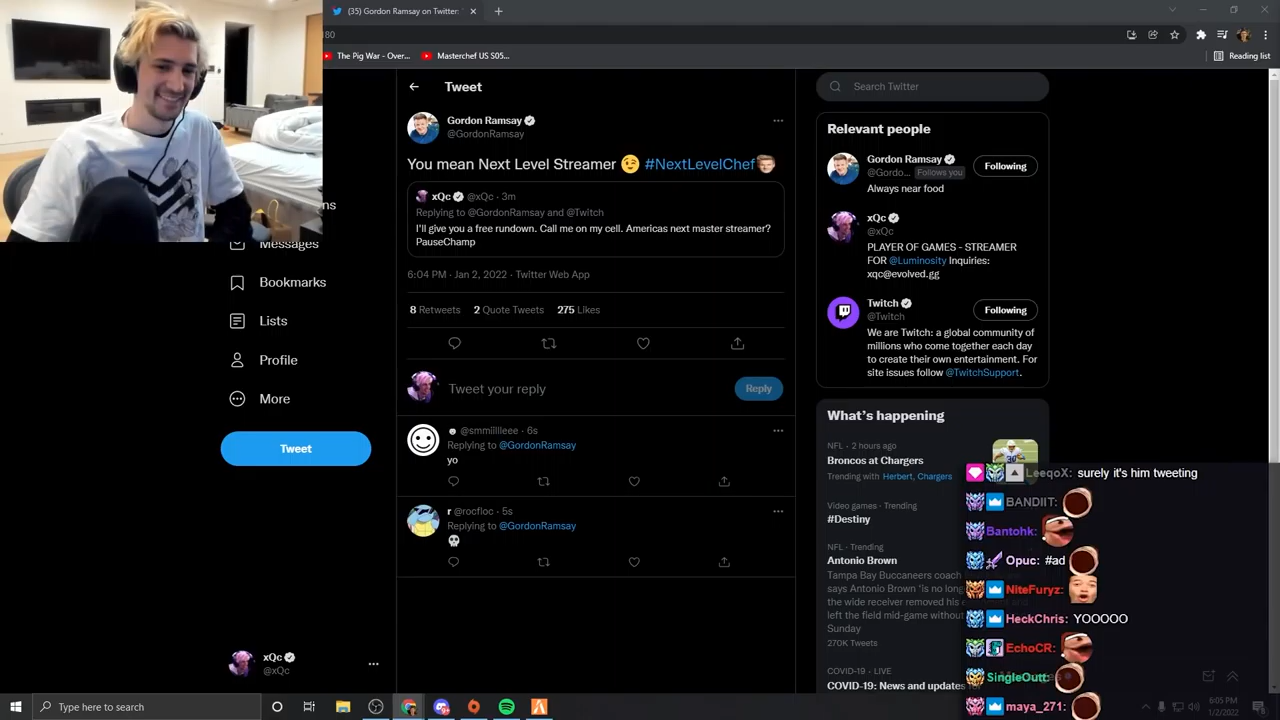 (35) Gordon Ramsay on Twitter:
180
The Pig War - Over...
Masterchef US S05...
Reading list
Tweet
Gordon Ramsay
@GordonRamsay
You mean Next Level Streamer 😉 #NextLevelChef
xQc @xQc · 3m
Replying to @GordonRamsay and @Twitch
I'll give you a free rundown. Call me on my cell. Americas next master streamer?
PauseChamp
6:04 PM · Jan 2, 2022 · Twitter Web App
8 Retweets 2 Quote Tweets 275 Likes
Tweet your reply
Reply
@smmiillleee · 6s
Replying to @GordonRamsay
yo
r @rocfloc · 5s
Replying to @GordonRamsay
💀
ns
Messages
Bookmarks
Lists
Profile
More
Tweet
xQc
@xQc
Search Twitter
Relevant people
Gordon Ramsay
@Gordo... Follows you
Following
Always near food
xQc
@xQc
PLAYER OF GAMES - STREAMER
FOR @Luminosity Inquiries:
xqc@evolved.gg
Twitch
@Twitch
Following
We are Twitch: a global community of
millions who come together each day
to create their own entertainment. For
site issues follow @TwitchSupport.
What's happening
NFL · 2 hours ago
Broncos at Chargers
Trending with Herbert, Chargers
Video games · Trending
#Destiny
NFL · Trending
Antonio Brown
Tampa Bay Buccaneers coach
says Antonio Brown 'is no long
the wide receiver removed his
left the field mid-game without
Sunday
270K Tweets
COVID-19 · LIVE
COVID-19: News and updates
LeeqoX: surely it's him tweeting
BANDIIT:
Bantohk:
Opuc: #ad
NiteFuryz:
HeckChris: YOOOOO
EchoCR:
SingleOutt:
maya_271:
Type here to search
6:05 PM
1/2/2022